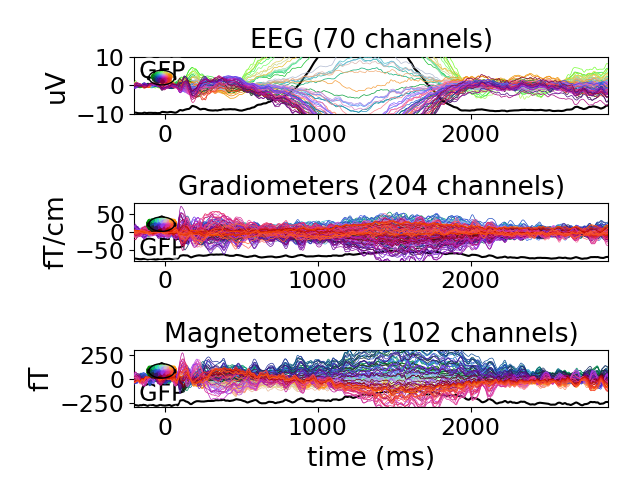 EEG (70 channels)
10
0
−10
uV
GFP
0
1000
2000
Gradiometers (204 channels)
50
0
−50
fT/cm
GFP
0
1000
2000
Magnetometers (102 channels)
250
0
−250
fT
GFP
0
1000
2000
time (ms)